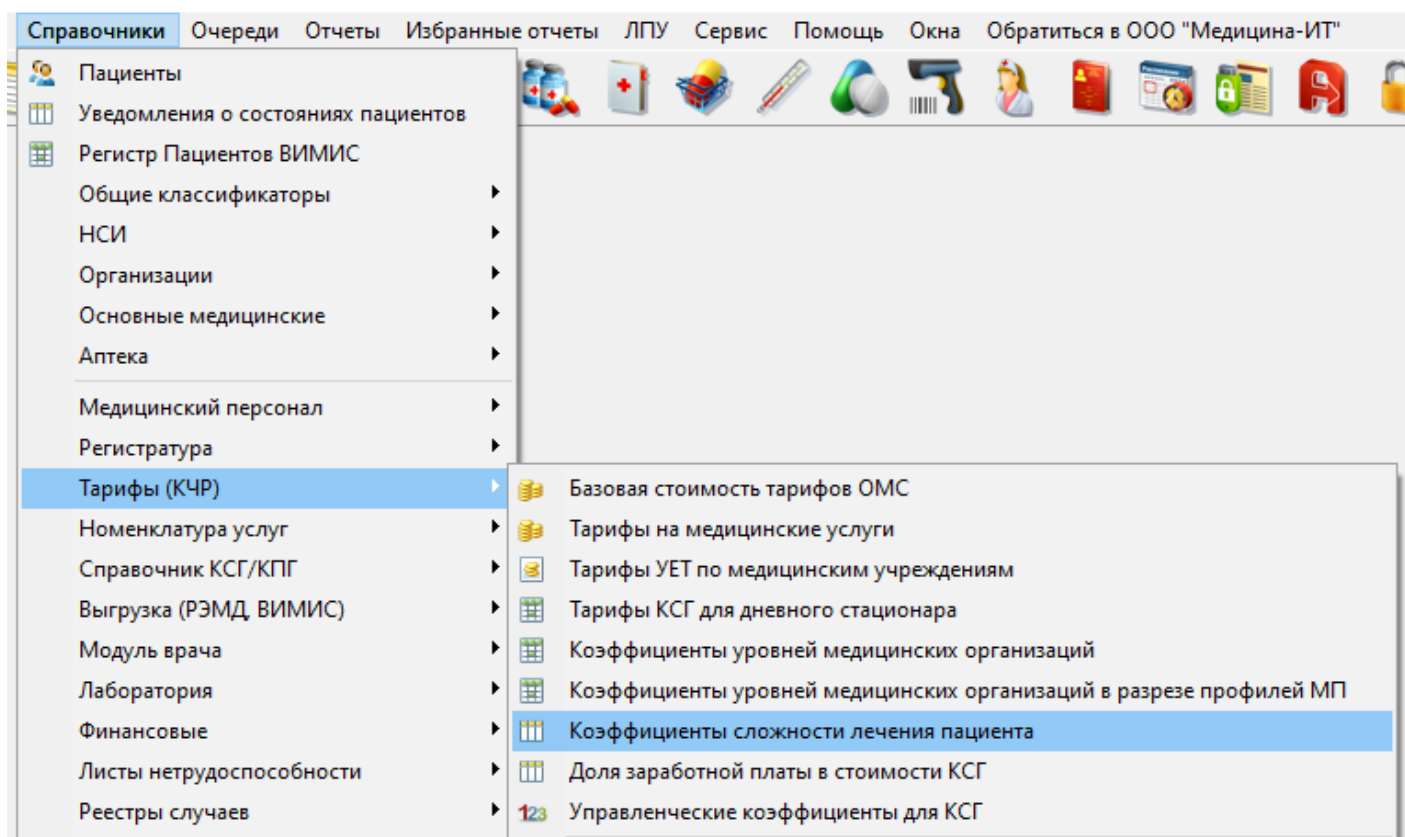 Справочники Очереди Отчеты Избранные отчеты ЛПУ Сервис Помощь Окна Обратиться в ООО "Медицина-ИТ"
Пациенты
Уведомления о состояниях пациентов
Регистр Пациентов ВИМИС
Общие классификаторы
НСИ
Организации
Основные медицинские
Аптека
Медицинский персонал
Регистратура
Тарифы (КЧР)
Номенклатура услуг
Справочник КСГ/КПГ
Выгрузка (РЭМД, ВИМИС)
Модуль врача
Лаборатория
Финансовые
Листы нетрудоспособности
Реестры случаев
Базовая стоимость тарифов ОМС
Тарифы на медицинские услуги
Тарифы УЕТ по медицинским учреждениям
Тарифы КСГ для дневного стационара
Коэффициенты уровней медицинских организаций
Коэффициенты уровней медицинских организаций в разрезе профилей МП
Коэффициенты сложности лечения пациента
Доля заработной платы в стоимости КСГ
123 Управленческие коэффициенты для КСГ